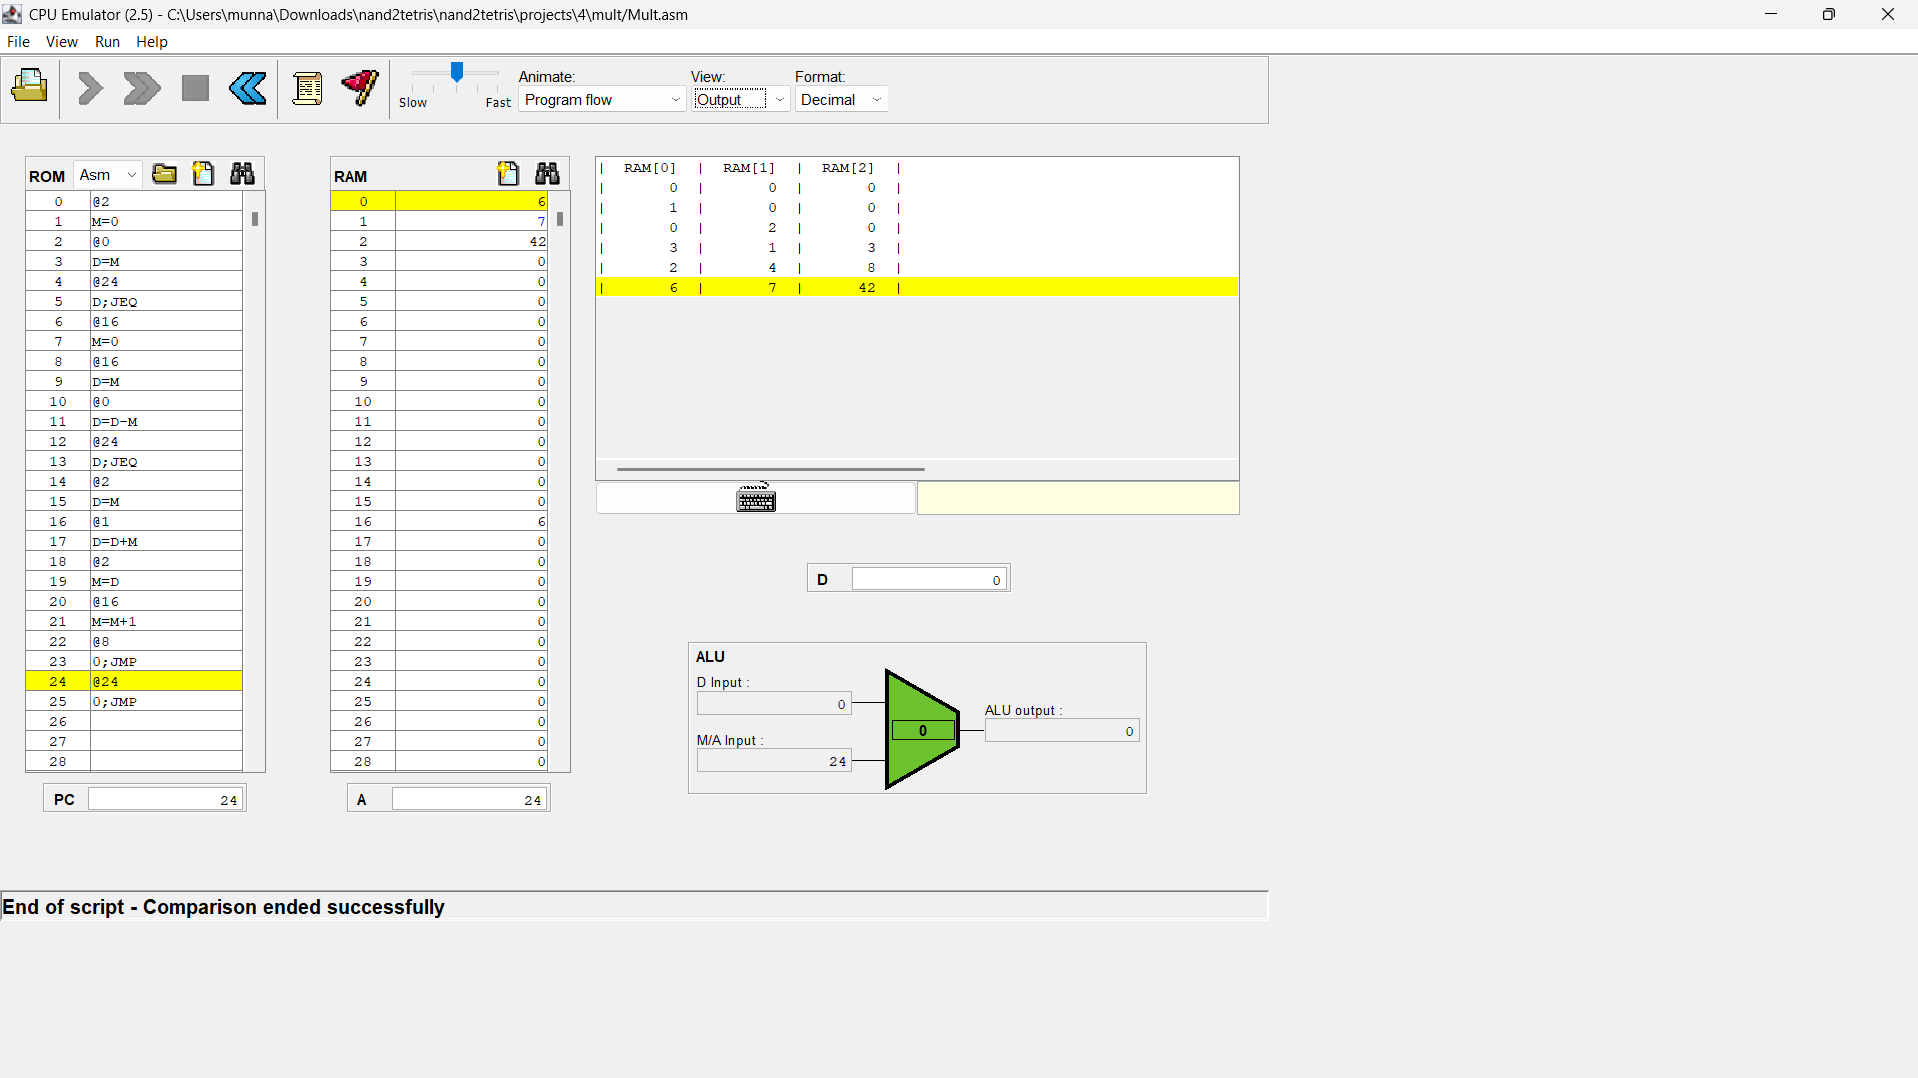 CPU Emulator (2.5) - C:\Users\munna\Downloads\nand2tetris\nand2tetris\projects\4\mult/Mult.asm
File View Run Help
Slow Fast
Animate:
Program flow
View:
Output
Format:
Decimal
ROM Asm
0 @2
1 M=0
2 @0
3 D=M
4 @24
5 D;JEQ
6 @16
7 M=0
8 @16
9 D=M
10 @0
11 D=D-M
12 @24
13 D;JEQ
14 @2
15 D=M
16 @1
17 D=D+M
18 @2
19 M=D
20 @16
21 M=M+1
22 @8
23 0;JMP
24 @24
25 0;JMP
26
27
28
PC 24
RAM
0 6
1 7
2 42
3 0
4 0
5 0
6 0
7 0
8 0
9 0
10 0
11 0
12 0
13 0
14 0
15 0
16 6
17 0
18 0
19 0
20 0
21 0
22 0
23 0
24 0
25 0
26 0
27 0
28 0
A 24
| RAM[0] | RAM[1] | RAM[2] |
| 0 | 0 | 0 |
| 1 | 0 | 0 |
| 0 | 2 | 0 |
| 3 | 1 | 3 |
| 2 | 4 | 8 |
| 6 | 7 | 42 |
D 0
ALU
D Input :
0
M/A Input :
24
0
ALU output :
0
End of script - Comparison ended successfully